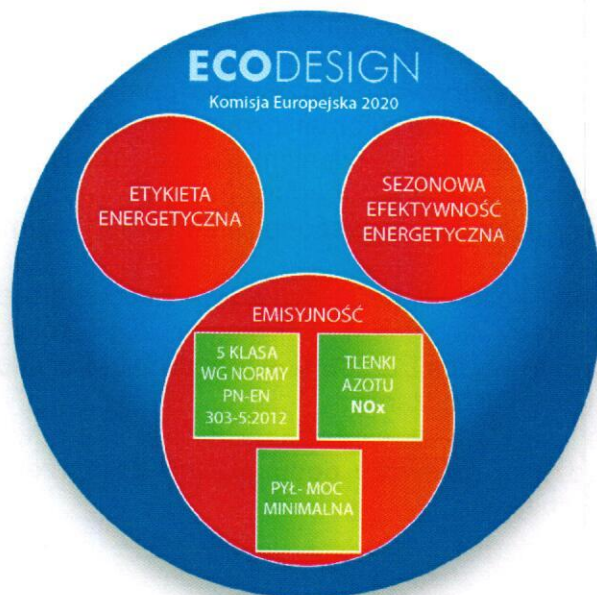 ECODESIGN
Komisja Europejska 2020
ETYKIETA
ENERGETYCZNA
SEZONOWA
EFEKTYWNOŚĆ
ENERGETYCZNA
EMISYJNOŚĆ
5 KLASA
WG NORMY
PN-EN
303-5:2012
TLENKI
AZOTU
NOx
PYŁ- MOC
MINIMALNA